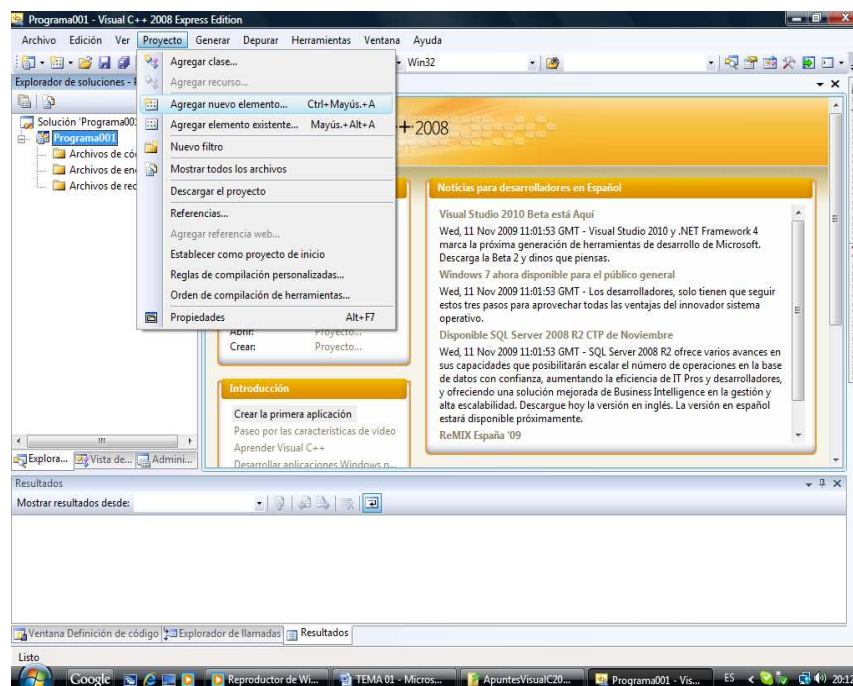 Programa001 - Visual C++ 2008 Express Edition
Archivo Edición Ver Proyecto Generar Depurar Herramientas Ventana Ayuda
Win32
Explorador de soluciones -
Solución 'Programa00
Programa001
Archivos de có
Archivos de en
Archivos de rec
Agregar clase...
Agregar recurso...
Agregar nuevo elemento... Ctrl+Mayús.+A
Agregar elemento existente... Mayús.+Alt+A
Nuevo filtro
Mostrar todos los archivos
Descargar el proyecto
Referencias...
Agregar referencia web...
Establecer como proyecto de inicio
Reglas de compilación personalizadas...
Orden de compilación de herramientas...
Propiedades Alt+F7
+2008
Abrir: Proyecto...
Crear: Proyecto...
Introducción
Crear la primera aplicación
Paseo por las características de vídeo
Aprender Visual C++
Desarrollar aplicaciones Windows n...
Noticias para desarrolladores en Español
Visual Studio 2010 Beta está Aquí
Wed, 11 Nov 2009 11:01:53 GMT - Visual Studio 2010 y .NET Framework 4
marca la próxima generación de herramientas de desarrollo de Microsoft.
Descarga la Beta 2 y dinos que piensas.
Windows 7 ahora disponible para el público general
Wed, 11 Nov 2009 11:01:53 GMT - Los desarrolladores, solo tienen que seguir
estos tres pasos para aprovechar todas las ventajas del innovador sistema
operativo.
Disponible SQL Server 2008 R2 CTP de Noviembre
Wed, 11 Nov 2009 11:01:53 GMT - SQL Server 2008 R2 ofrece varios avances en
sus capacidades que posibilitarán escalar el número de operaciones en la base
de datos con confianza, aumentando la eficiencia de IT Pros y desarrolladores,
y ofreciendo una solución mejorada de Business Intelligence en la gestión y
alta escalabilidad. Descargue hoy la versión en inglés. La versión en español
estará disponible próximamente.
ReMIX España '09
Explora... Vista de... Admini...
Resultados
Mostrar resultados desde:
Ventana Definición de código Explorador de llamadas Resultados
Listo
Google Reproductor de Wi... TEMA 01 - Micros... ApuntesVisualC20... Programa001 - Vis... ES 20:12